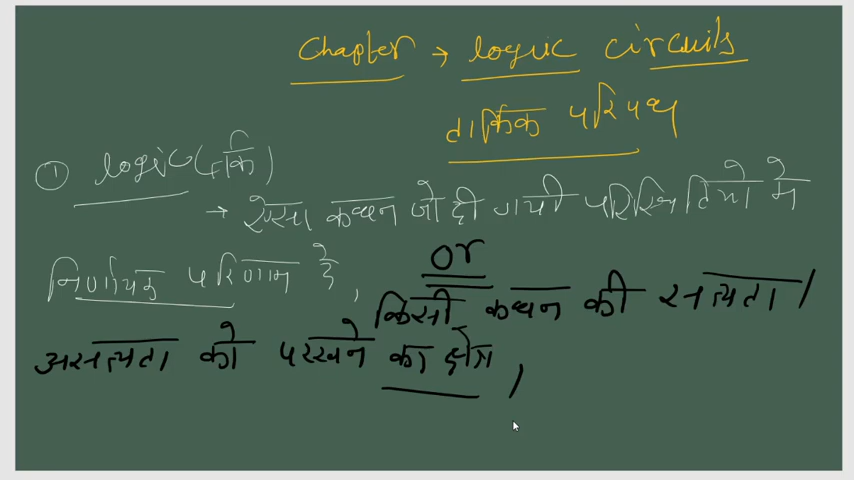 Chapter → logic circuits
तार्किक परिपथ
① logic (तर्क)
→ ऐसा कथन जो दी गयी परिस्थितियो मे
निर्णायक परिणाम दे,
or
किसी कथन की सत्यता/
असत्यता को परखने का क्षेत्र,